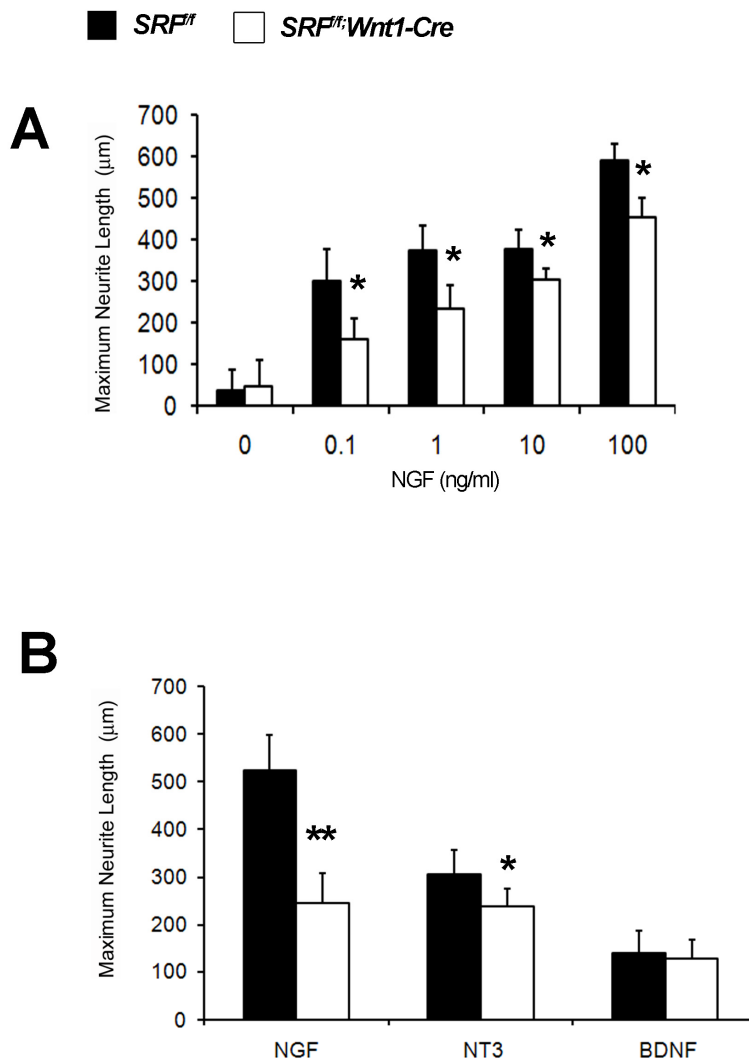 SRF^f/f SRF^f/f;Wnt1-Cre
A
Maximum Neurite Length (μm)
700
600
500
400
300
200
100
0
* * * *
0 0.1 1 10 100
NGF (ng/ml)
B
Maximum Neurite Length (μm)
700
600
500
400
300
200
100
0
** *
NGF NT3 BDNF